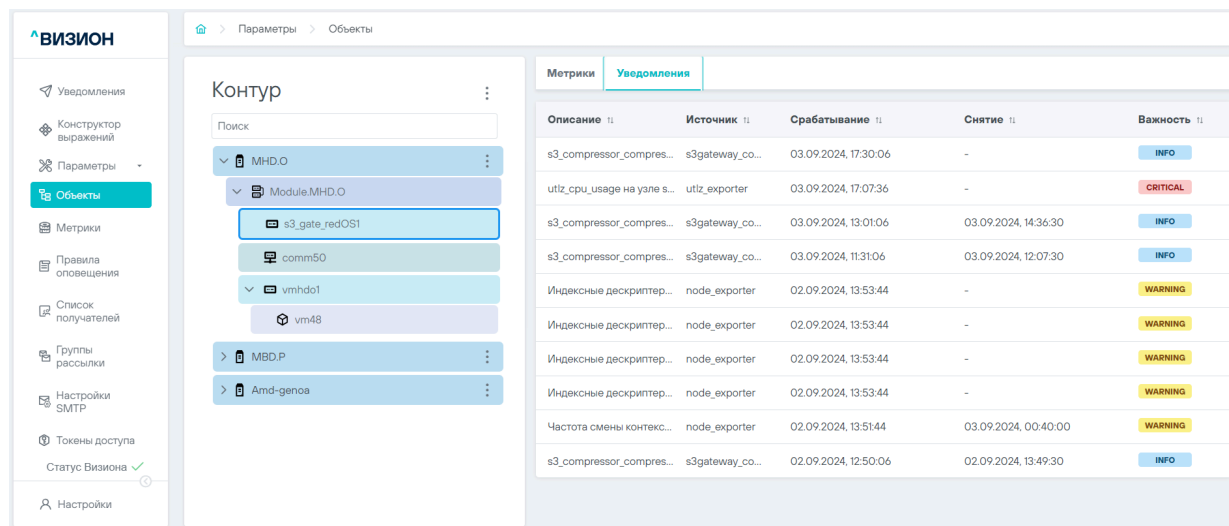 ^ВИЗИОН
Параметры > Объекты
Уведомления
Конструктор
выражений
Параметры
Объекты
Метрики
Правила
оповещения
Список
получателей
Группы
рассылки
Настройки
SMTP
Токены доступа
Статус Визиона
Настройки
Контур
Поиск
MHD.O
Module.MHD.O
s3_gate_redOS1
comm50
vmhdo1
vm48
MBD.P
Amd-genoa
Метрики Уведомления
Описание Источник Срабатывание Снятие Важность
s3_compressor_compres... s3gateway_co... 03.09.2024, 17:30:06 - INFO
utlz_cpu_usage на узле s... utlz_exporter 03.09.2024, 17:07:36 - CRITICAL
s3_compressor_compres... s3gateway_co... 03.09.2024, 13:01:06 03.09.2024, 14:36:30 INFO
s3_compressor_compres... s3gateway_co... 03.09.2024, 11:31:06 03.09.2024, 12:07:30 INFO
Индексные дескриптер... node_exporter 02.09.2024, 13:53:44 - WARNING
Индексные дескриптер... node_exporter 02.09.2024, 13:53:44 - WARNING
Индексные дескриптер... node_exporter 02.09.2024, 13:53:44 - WARNING
Индексные дескриптер... node_exporter 02.09.2024, 13:53:44 - WARNING
Частота смены контекс... node_exporter 02.09.2024, 13:51:44 03.09.2024, 00:40:00 WARNING
s3_compressor_compres... s3gateway_co... 02.09.2024, 12:50:06 02.09.2024, 13:49:30 INFO